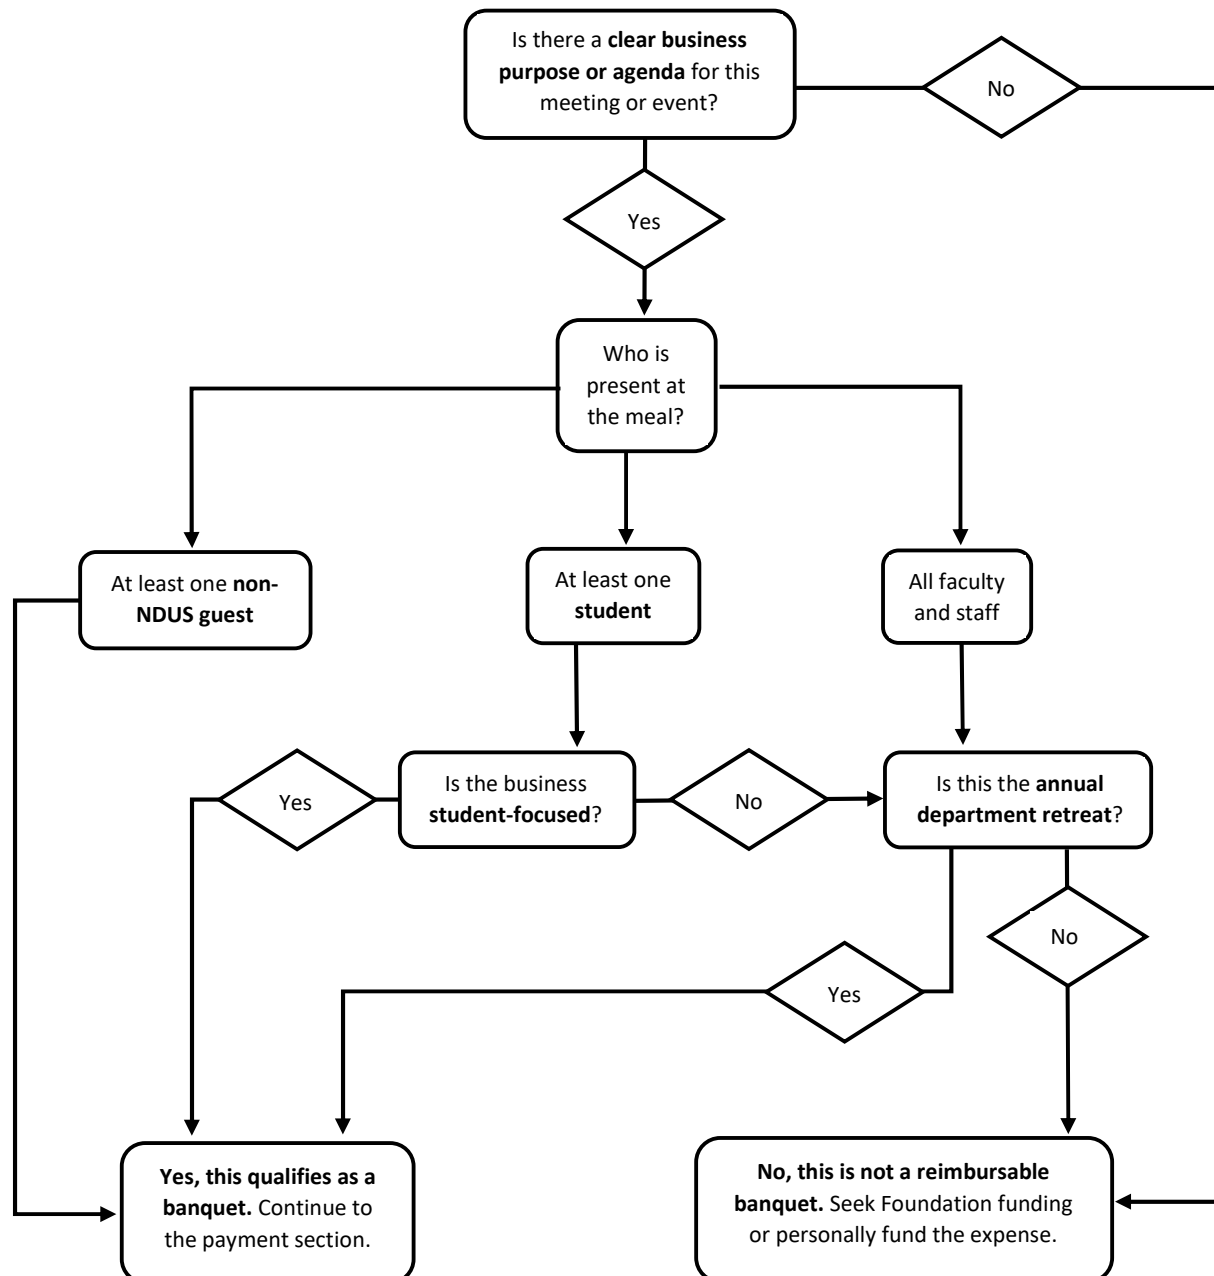 Is there a clear business
purpose or agenda for this
meeting or event?
No
Yes
Who is
present at
the meal?
At least one non-
NDUS guest
At least one
student
All faculty
and staff
Yes
Is the business
student-focused?
No
Is this the annual
department retreat?
No
Yes
Yes, this qualifies as a
banquet. Continue to
the payment section.
No, this is not a reimbursable
banquet. Seek Foundation funding
or personally fund the expense.